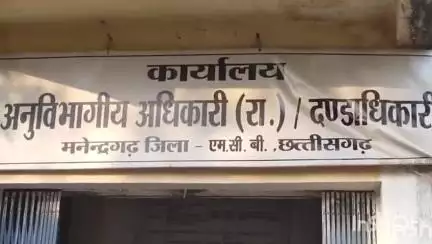 कार्यालय
अनुविभागीय अधिकारी (रा.) / दण्डाधिकारी
मनेन्द्रगढ़ जिला - एम.सी.बी. ,छत्तीसगढ़